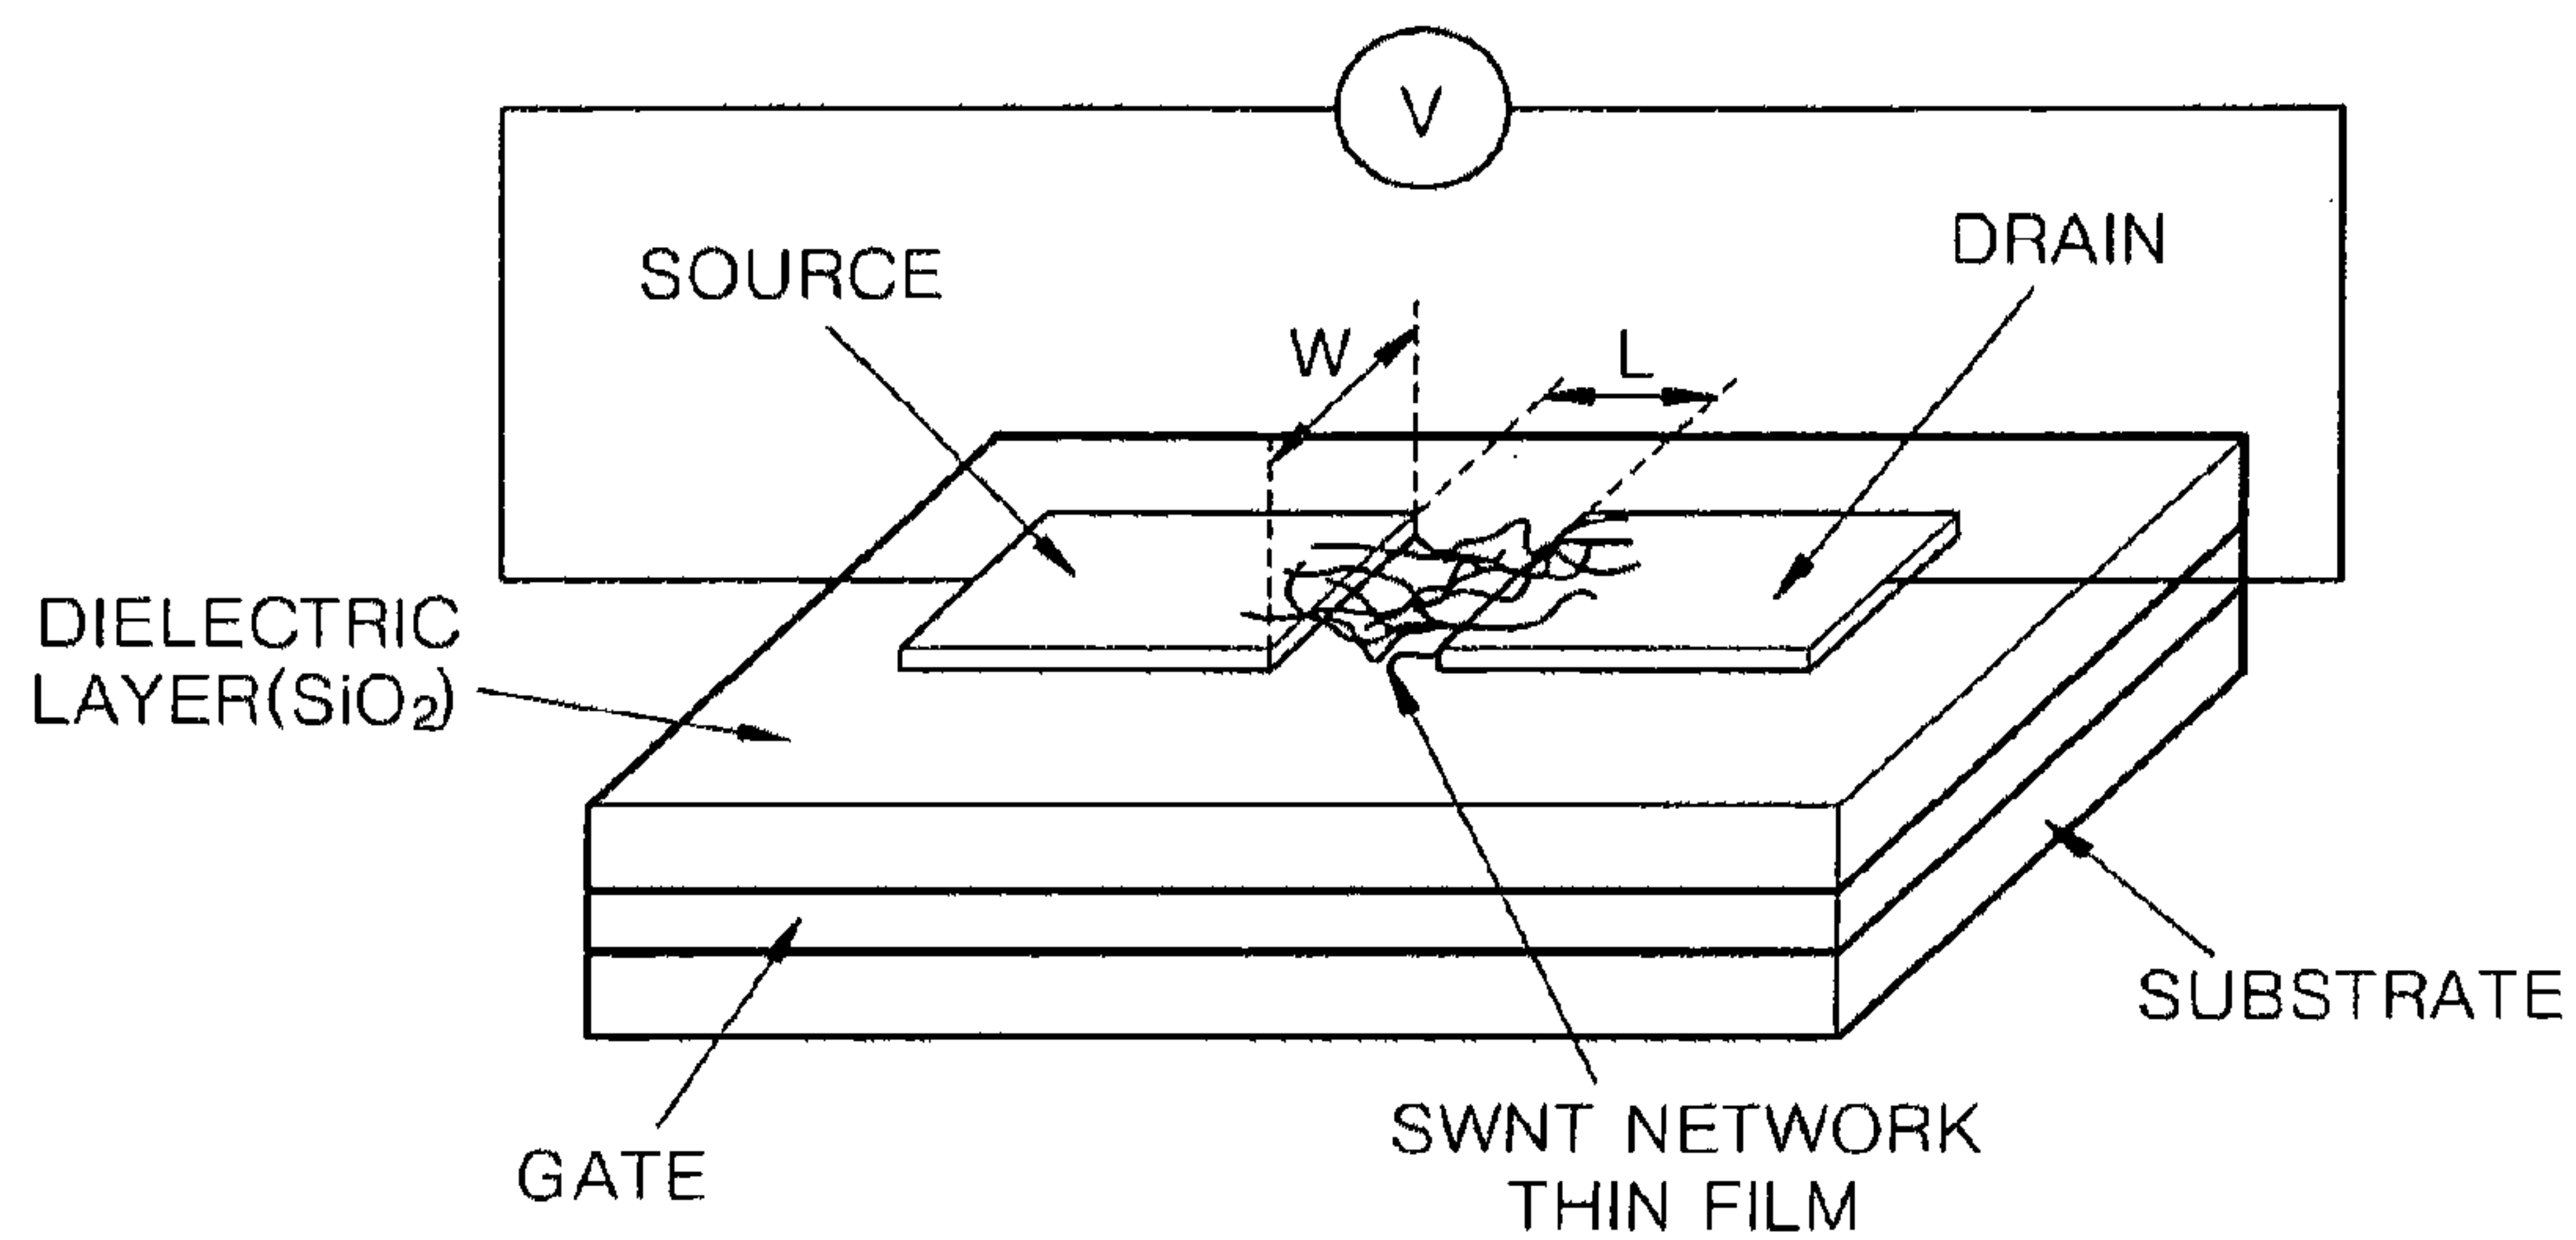 V
DRAIN
SOURCE
W
L
DIELECTRIC
LAYER(SiO₂)
SUBSTRATE
SWNT NETWORK
THIN FILM
GATE